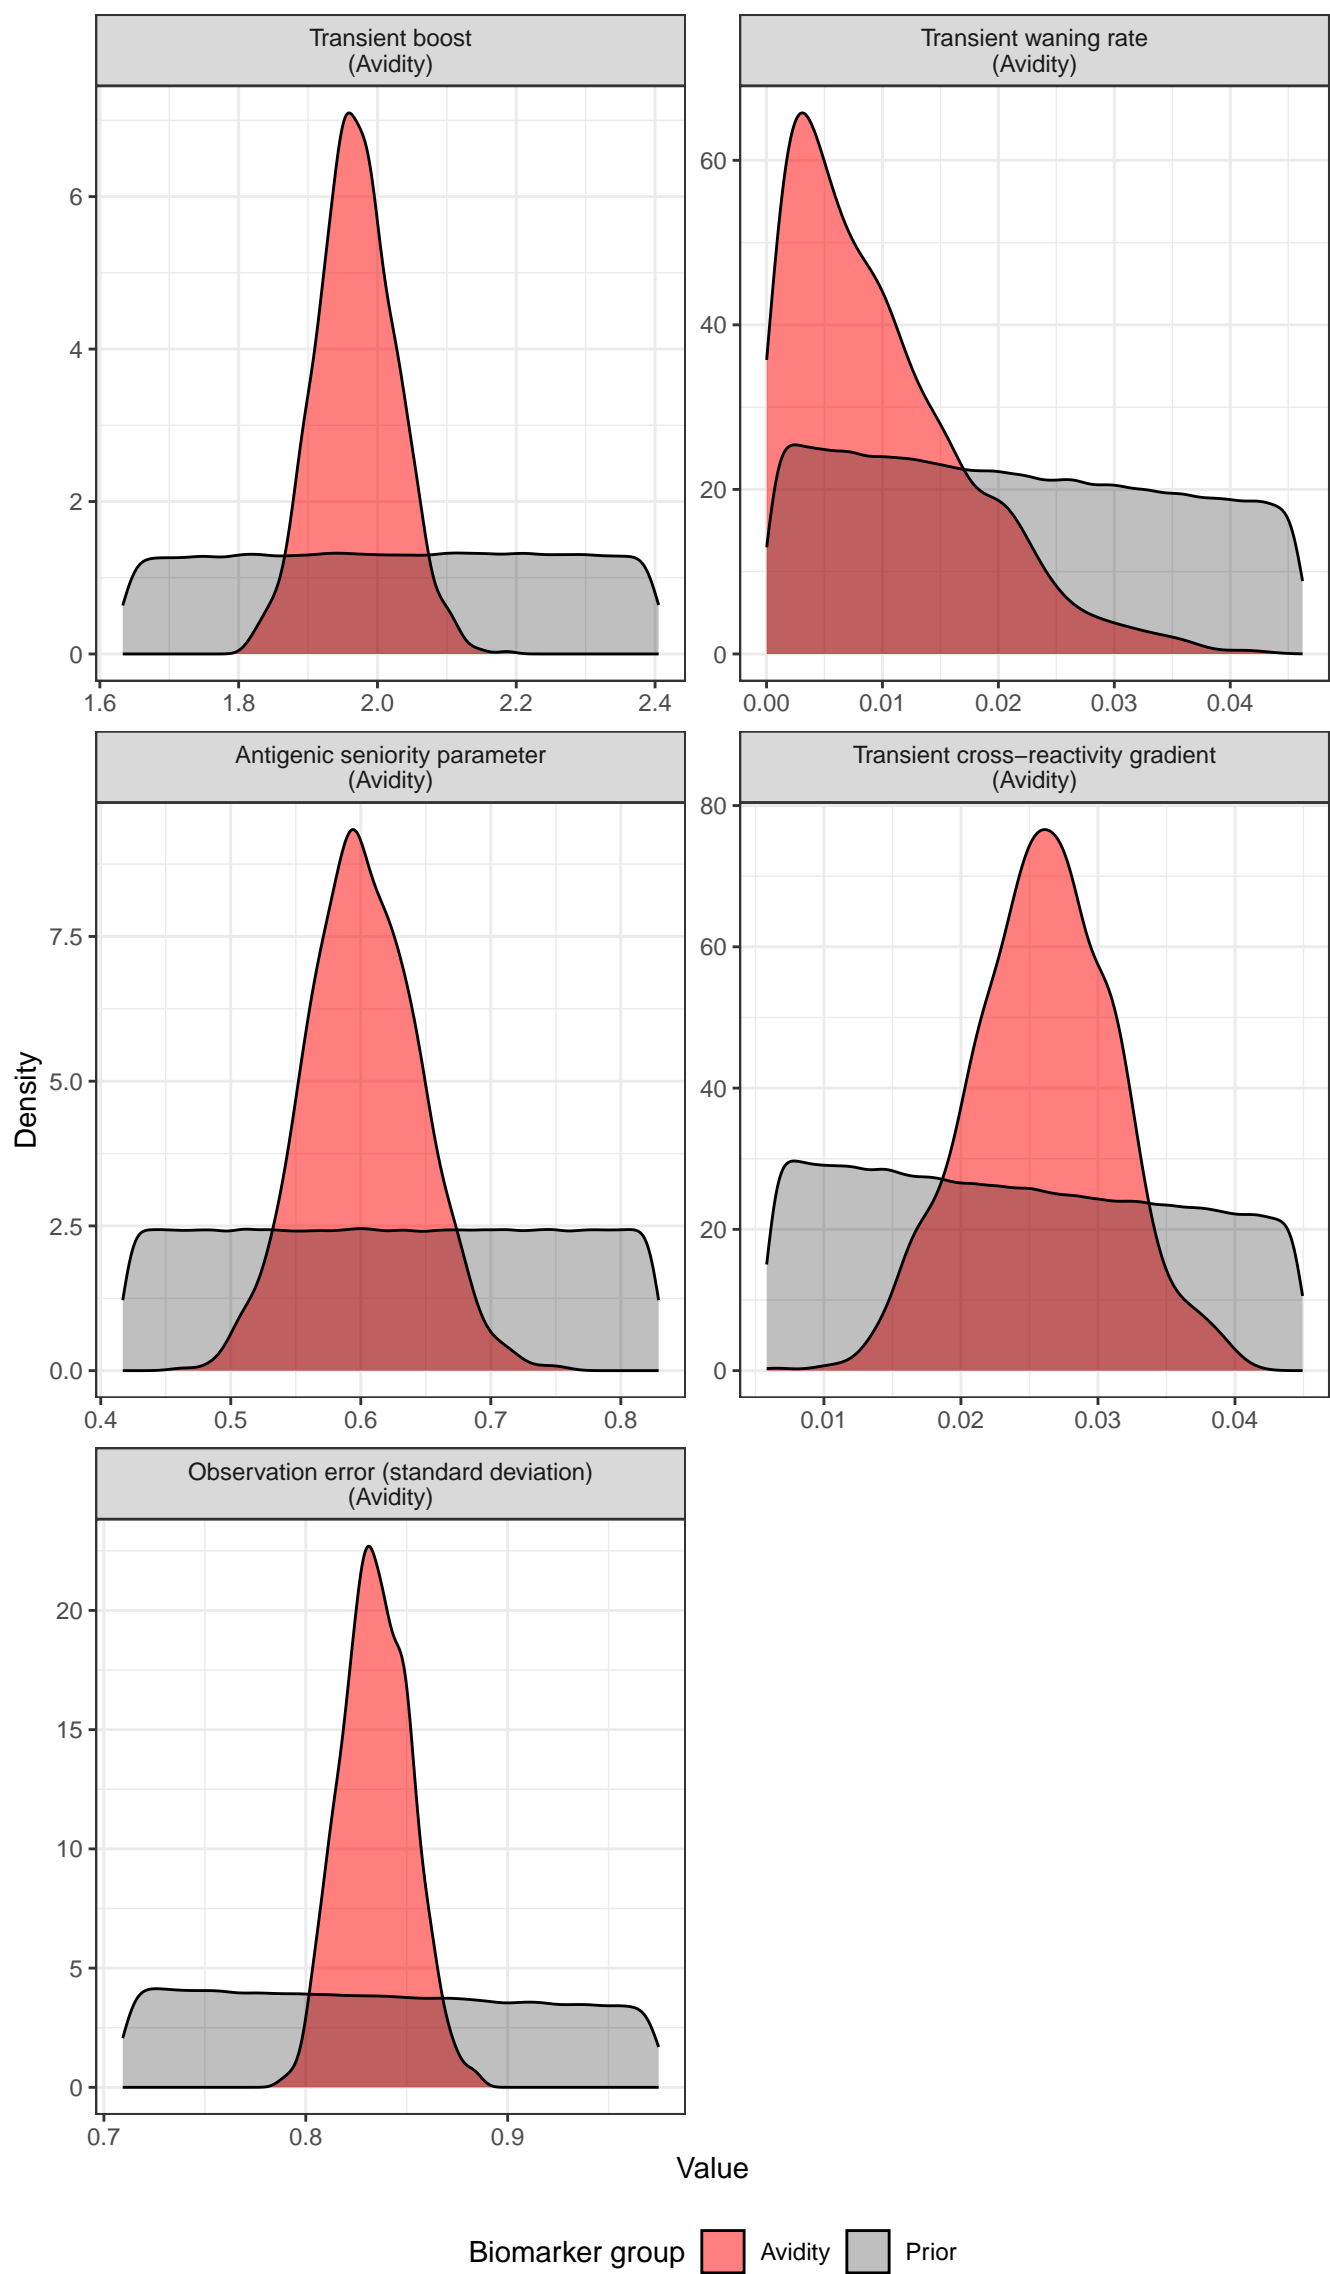 Transient boost
(Avidity)
Transient waning rate
(Avidity)
6
4
2
0
1.6 1.8 2.0 2.2 2.4
60
40
20
0
0.00 0.01 0.02 0.03 0.04
Antigenic seniority parameter
(Avidity)
Transient cross−reactivity gradient
(Avidity)
7.5
5.0
2.5
0.0
0.4 0.5 0.6 0.7 0.8
80
60
40
20
0
0.01 0.02 0.03 0.04
Density
Observation error (standard deviation)
(Avidity)
20
15
10
5
0
0.7 0.8 0.9
Value
Biomarker group Avidity Prior